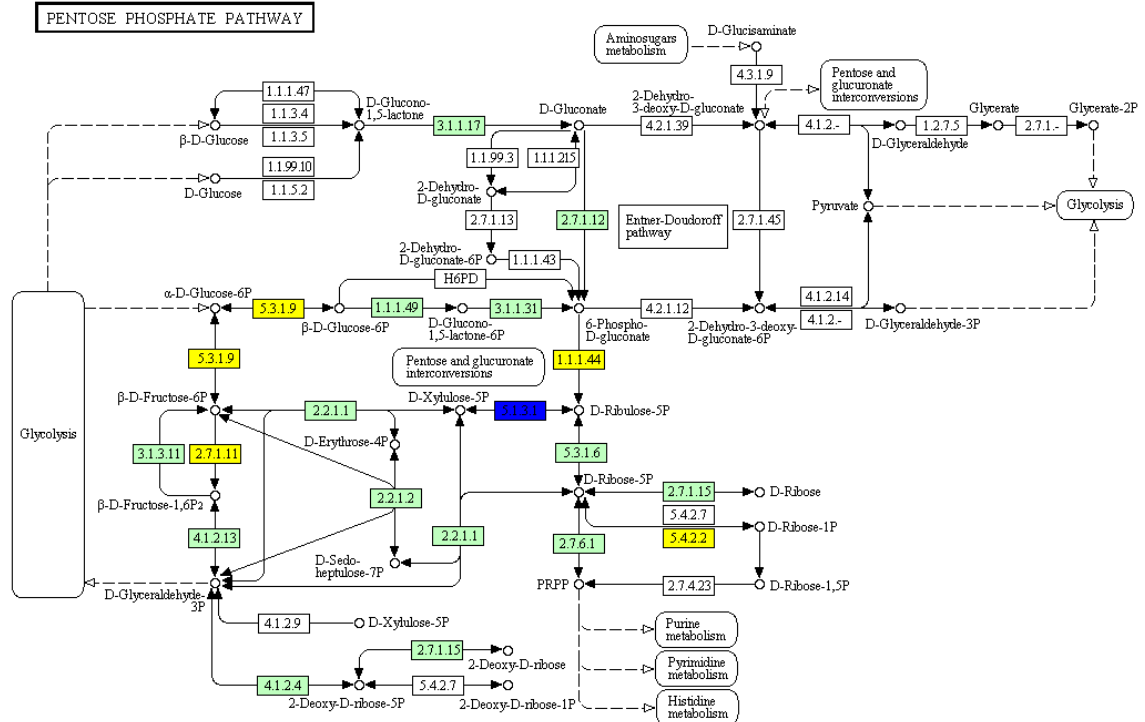 PENTOSE PHOSPHATE PATHWAY
Aminosugars
metabolism
D-Glucisaminate
4.3.1.9
Pentose and
glucuronate
interconversions
1.1.1.47
1.1.3.4
1.1.3.5
β-D-Glucose
D-Glucono-
1,5-lactone
3.1.1.17
D-Gluconate
4.2.1.39
2-Dehydro-
3-deoxy-D-gluconate
4.1.2.-
D-Glyceraldehyde
1.2.7.5
Glycerate
2.7.1.-
Glycerate-2P
1.1.99.10
D-Glucose
1.1.5.2
1.1.99.3
1.1.1.215
2-Dehydro-
D-gluconate
2.7.1.13
2.7.1.12
Entner-Doudoroff
pathway
2.7.1.45
Pyruvate
Glycolysis
2-Dehydro-
D-gluconate-6P
1.1.1.43
H6PD
α-D-Glucose-6P
5.3.1.9
β-D-Glucose-6P
1.1.1.49
D-Glucono-
1,5-lactone-6P
3.1.1.31
6-Phospho-
D-gluconate
4.2.1.12
2-Dehydro-3-deoxy-
D-gluconate-6P
4.1.2.14
4.1.2.-
D-Glyceraldehyde-3P
5.3.1.9
Pentose and glucuronate
interconversions
1.1.1.44
Glycolysis
β-D-Fructose-6P
2.2.1.1
D-Xylulose-5P
5.1.3.1
D-Ribulose-5P
D-Erythrose-4P
3.1.3.11
2.7.1.11
5.3.1.6
β-D-Fructose-1,6P2
2.2.1.2
D-Ribose-5P
2.7.1.15
D-Ribose
5.4.2.7
D-Ribose-1P
5.4.2.2
4.1.2.13
2.2.1.1
2.7.6.1
D-Sedo-
heptulose-7P
D-Glyceraldehyde-
3P
PRPP
2.7.4.23
D-Ribose-1,5P
4.1.2.9
D-Xylulose-5P
Purine
metabolism
2.7.1.15
2-Deoxy-D-ribose
Pyrimidine
metabolism
4.1.2.4
2-Deoxy-D-ribose-5P
5.4.2.7
2-Deoxy-D-ribose-1P
Histidine
metabolism